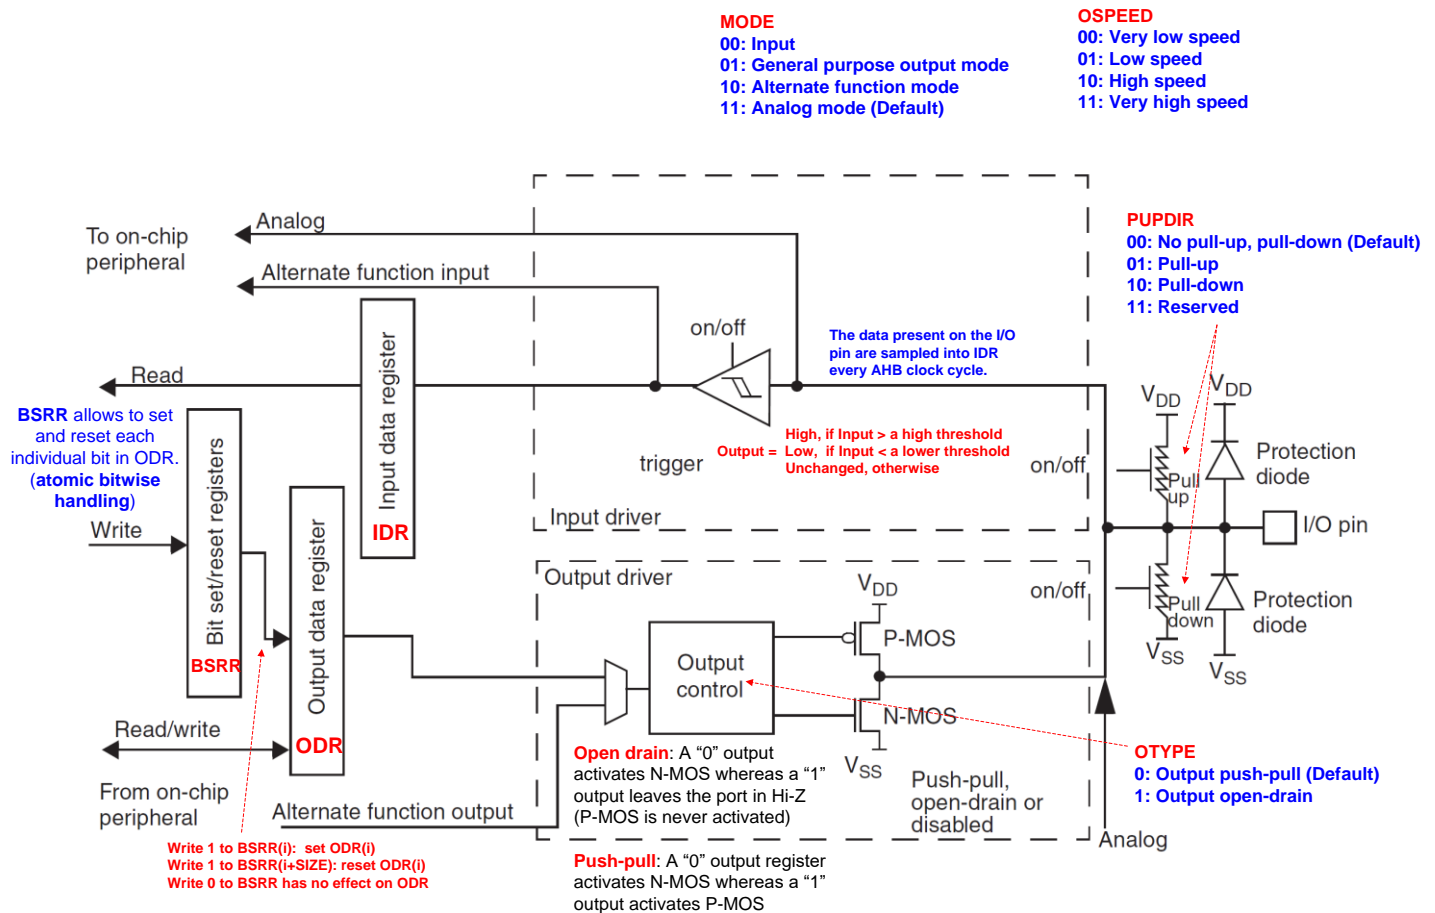 MODE
00: Input
01: General purpose output mode
10: Alternate function mode
11: Analog mode (Default)
OSPEED
00: Very low speed
01: Low speed
10: High speed
11: Very high speed
To on-chip
peripheral
Analog
Alternate function input
Read
Input data register
IDR
on/off
The data present on the I/O
pin are sampled into IDR
every AHB clock cycle.
trigger
High, if Input > a high threshold
Output = Low, if Input < a lower threshold
Unchanged, otherwise
Input driver
PUPDIR
00: No pull-up, pull-down (Default)
01: Pull-up
10: Pull-down
11: Reserved
VDD
VDD
on/off
Pull
up
Protection
diode
I/O pin
on/off
Pull
down
Protection
diode
VSS
VSS
BSRR allows to set
and reset each
individual bit in ODR.
(atomic bitwise
handling)
Write
Bit set/reset registers
BSRR
Output data register
ODR
Read/write
From on-chip
peripheral
Alternate function output
Write 1 to BSRR(i): set ODR(i)
Write 1 to BSRR(i+SIZE): reset ODR(i)
Write 0 to BSRR has no effect on ODR
Output driver
Output
control
VDD
P-MOS
N-MOS
VSS
Open drain: A “0” output
activates N-MOS whereas a “1”
output leaves the port in Hi-Z
(P-MOS is never activated)
Push-pull,
open-drain or
disabled
Push-pull: A “0” output register
activates N-MOS whereas a “1”
output activates P-MOS
OTYPE
0: Output push-pull (Default)
1: Output open-drain
Analog